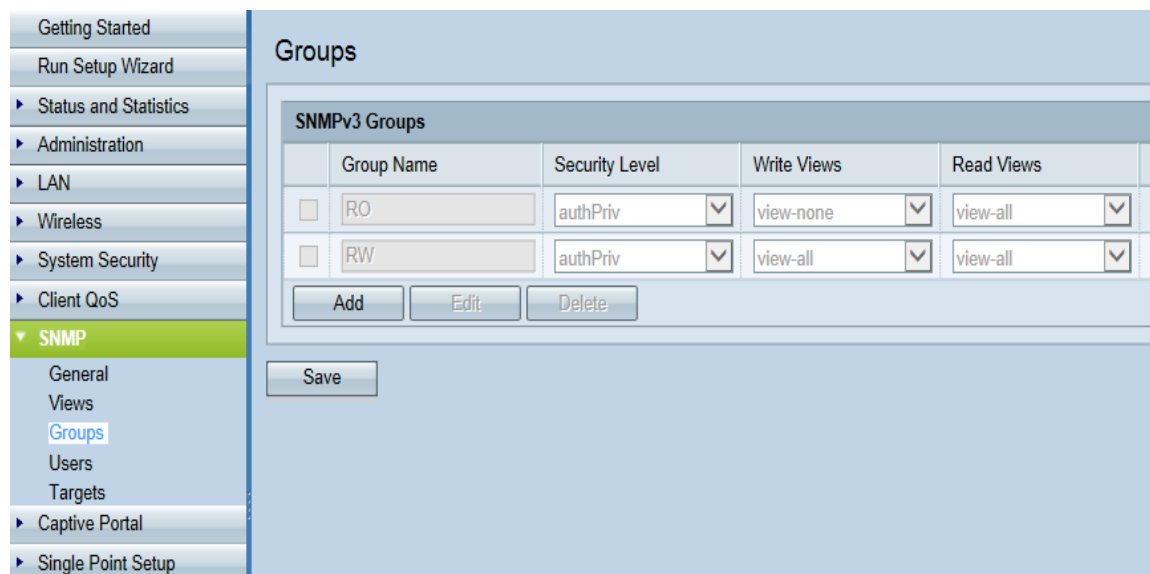 Getting Started
Run Setup Wizard
Status and Statistics
Administration
LAN
Wireless
System Security
Client QoS
SNMP
General
Views
Groups
Users
Targets
Captive Portal
Single Point Setup
Groups
SNMPv3 Groups
Group Name Security Level Write Views Read Views
RO authPriv view-none view-all
RW authPriv view-all view-all
Add Edit Delete
Save